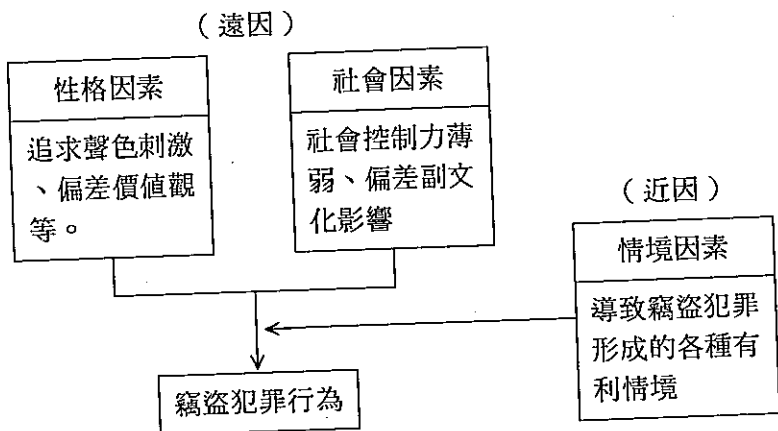 （遠因）
性格因素
追求聲色刺激
、偏差價值觀
等。
社會因素
社會控制力薄
弱、偏差副文
化影響
（近因）
情境因素
導致竊盜犯罪
形成的各種有
利情境
竊盜犯罪行為